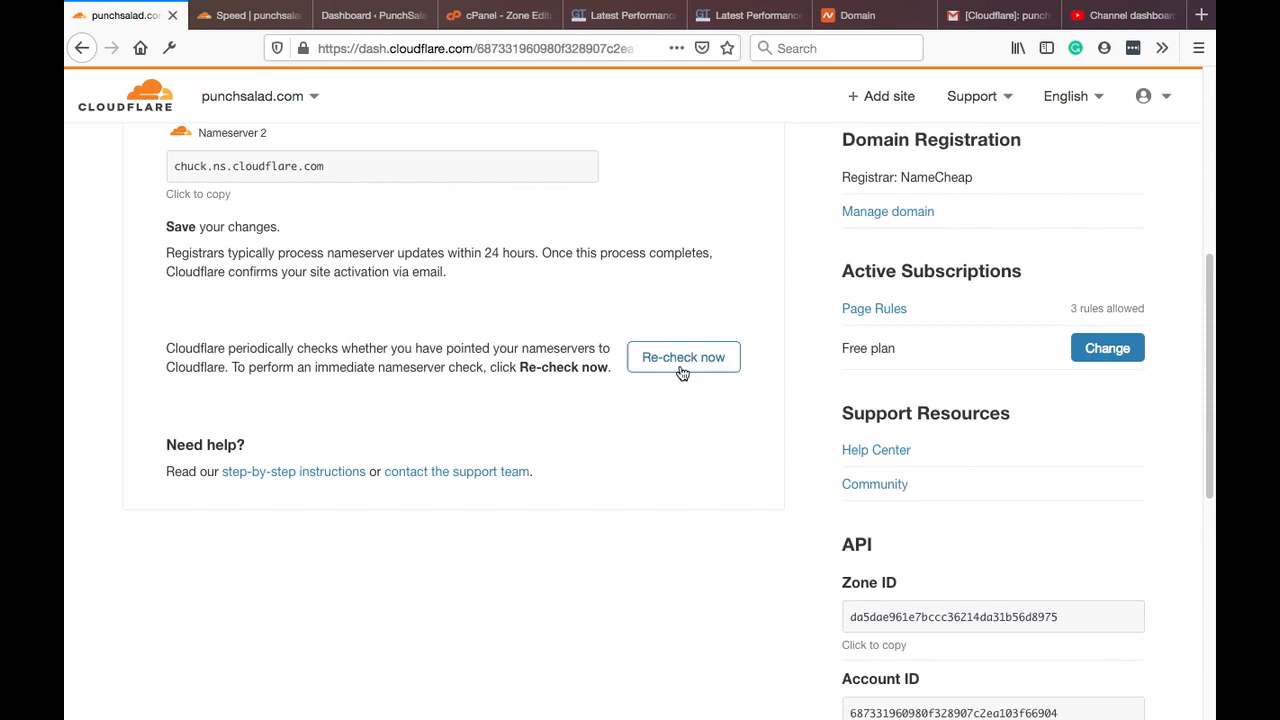 punchsalad.com
Speed | punchsala
Dashboard ‹ PunchSal
cPanel - Zone Edit
Latest Performance
Latest Performance
Domain
[Cloudflare]: punch
Channel dashboa
https://dash.cloudflare.com/687331960980f328907c2ea
Search
CLOUDFLARE
punchsalad.com
+ Add site
Support
English
Nameserver 2
chuck.ns.cloudflare.com
Click to copy
Save your changes.
Registrars typically process nameserver updates within 24 hours. Once this process completes,
Cloudflare confirms your site activation via email.
Cloudflare periodically checks whether you have pointed your nameservers to
Cloudflare. To perform an immediate nameserver check, click Re-check now.
Re-check now
Need help?
Read our step-by-step instructions or contact the support team.
Domain Registration
Registrar: NameCheap
Manage domain
Active Subscriptions
Page Rules 3 rules allowed
Free plan Change
Support Resources
Help Center
Community
API
Zone ID
da5dae961e7bccc36214da31b56d8975
Click to copy
Account ID
687331960980f328907c2ea103f66904